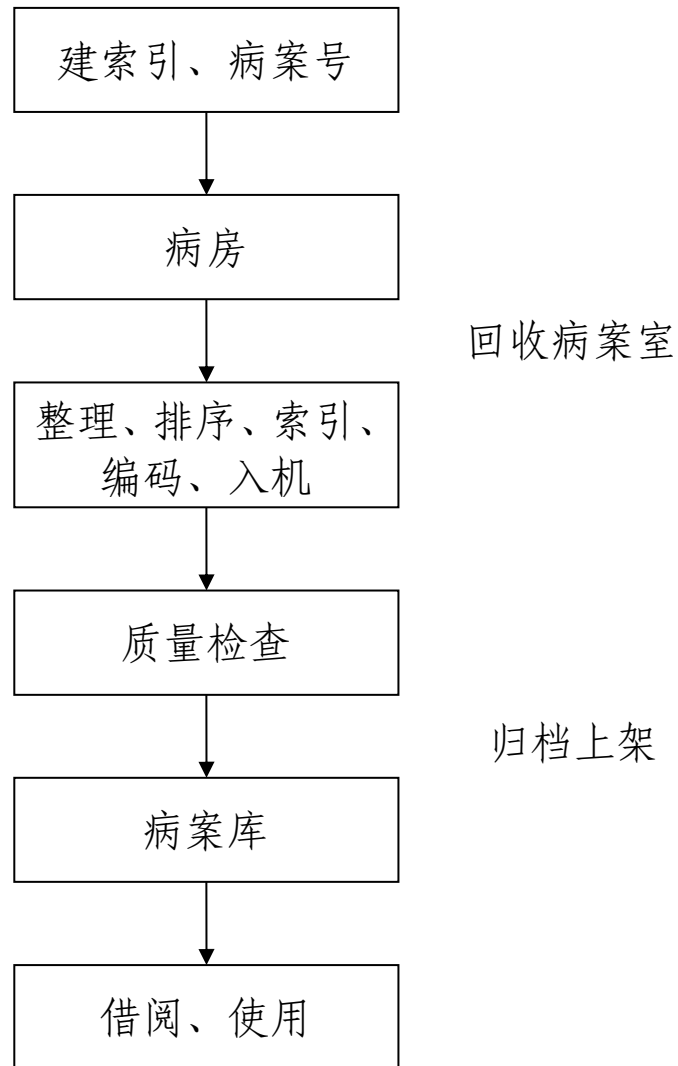 建索引、病案号
病房
回收病案室
整理、排序、索引、
编码、入机
质量检查
归档上架
病案库
借阅、使用